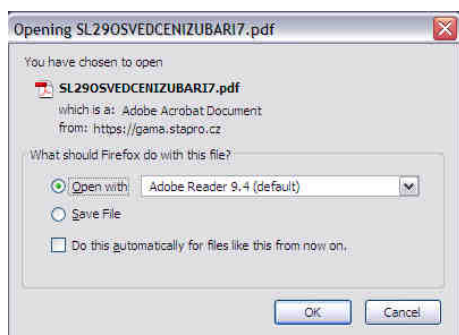 Opening SL29OSVEDCENIZUBARI7.pdf
You have chosen to open
SL29OSVEDCENIZUBARI7.pdf
which is a: Adobe Acrobat Document
from: https://gama.stapro.cz
What should Firefox do with this file?
Open with Adobe Reader 9.4 (default)
Save File
Do this automatically for files like this from now on.
OK Cancel